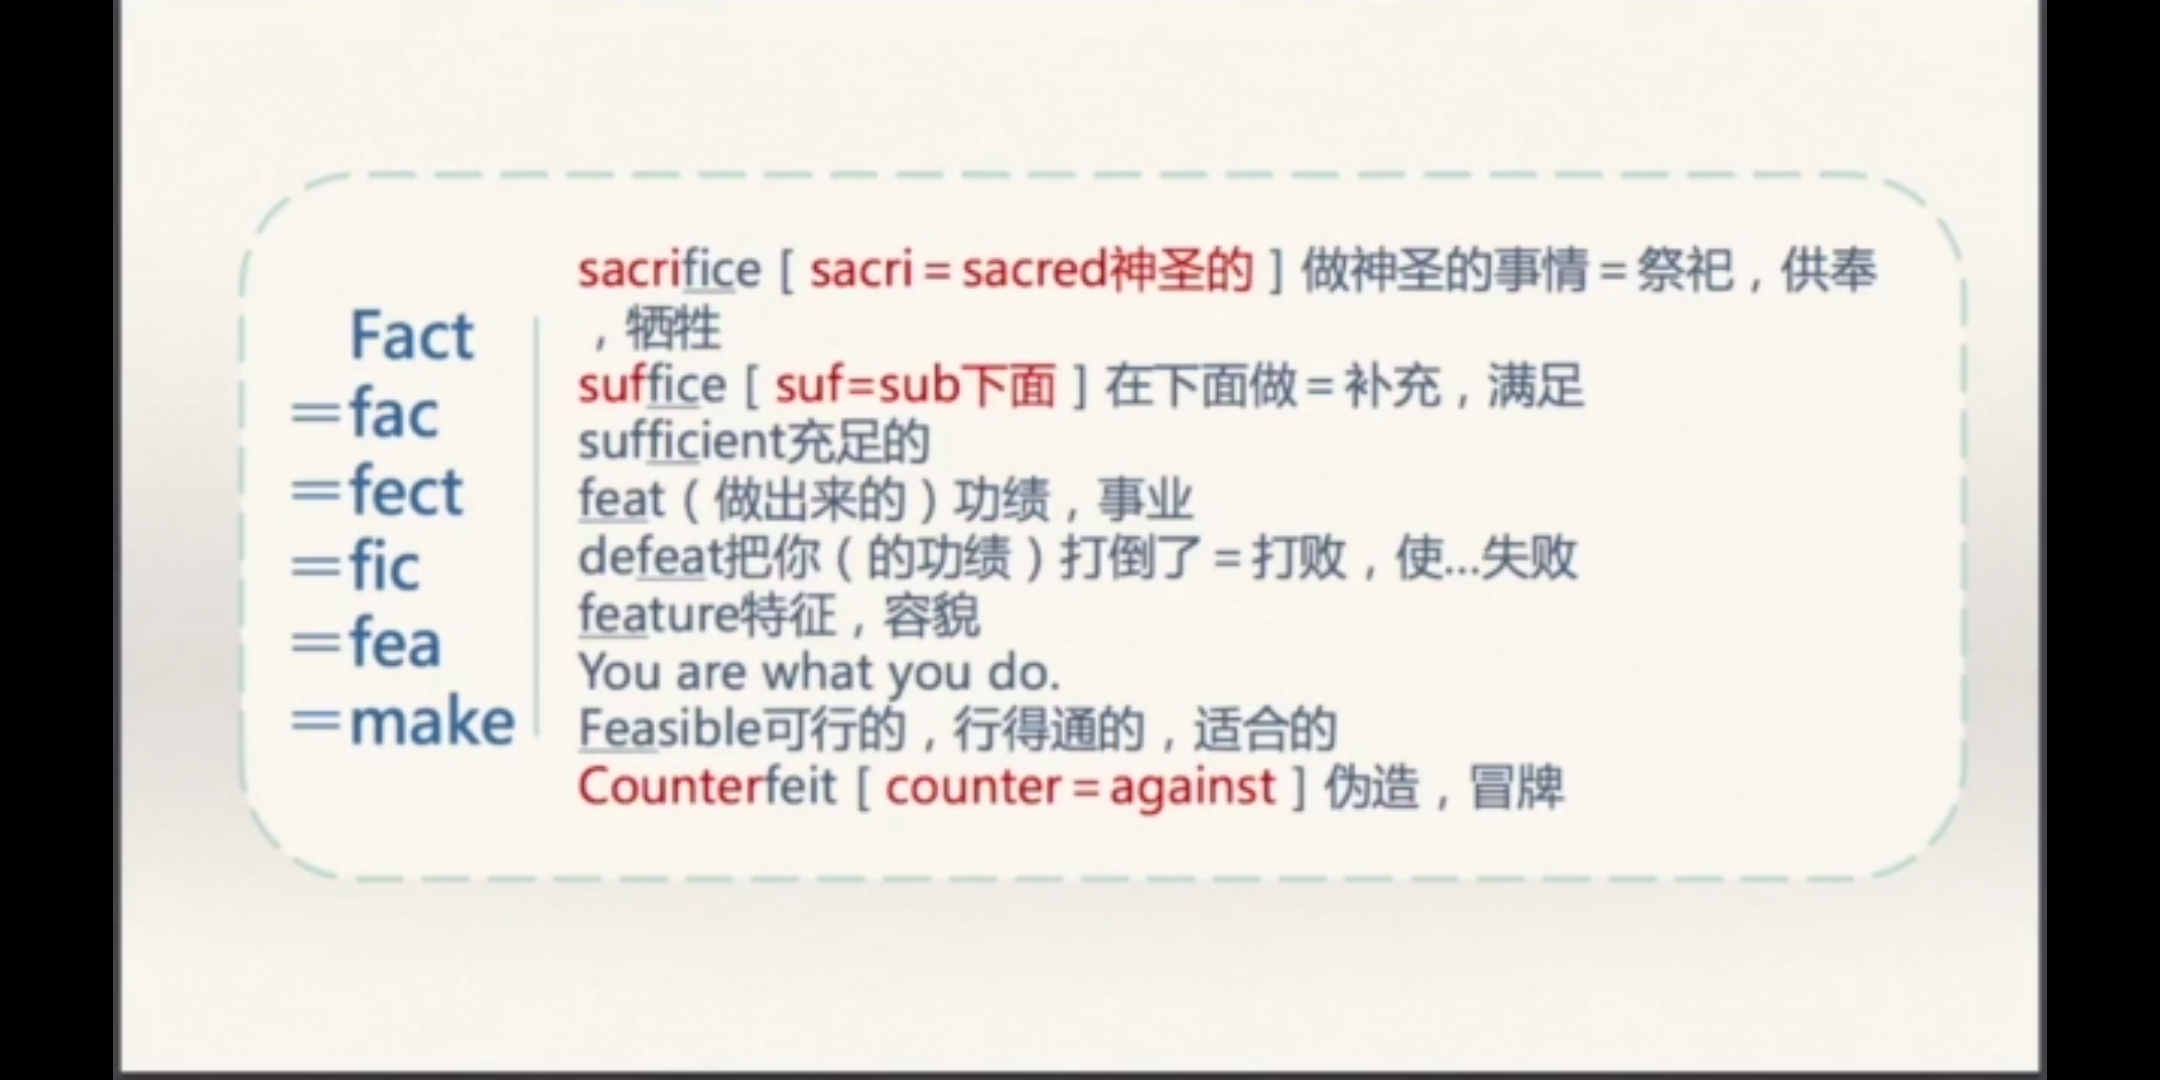 Fact
=fac
=fect
=fic
=fea
=make
sacrifice [ sacri = sacred神圣的 ] 做神圣的事情 = 祭祀，供奉
，牺牲
suffice [ suf=sub下面 ] 在下面做 = 补充，满足
sufficient充足的
feat（做出来的）功绩，事业
defeat把你（的功绩）打倒了 = 打败，使...失败
feature特征，容貌
You are what you do.
Feasible可行的，行得通的，适合的
Counterfeit [ counter = against ] 伪造，冒牌